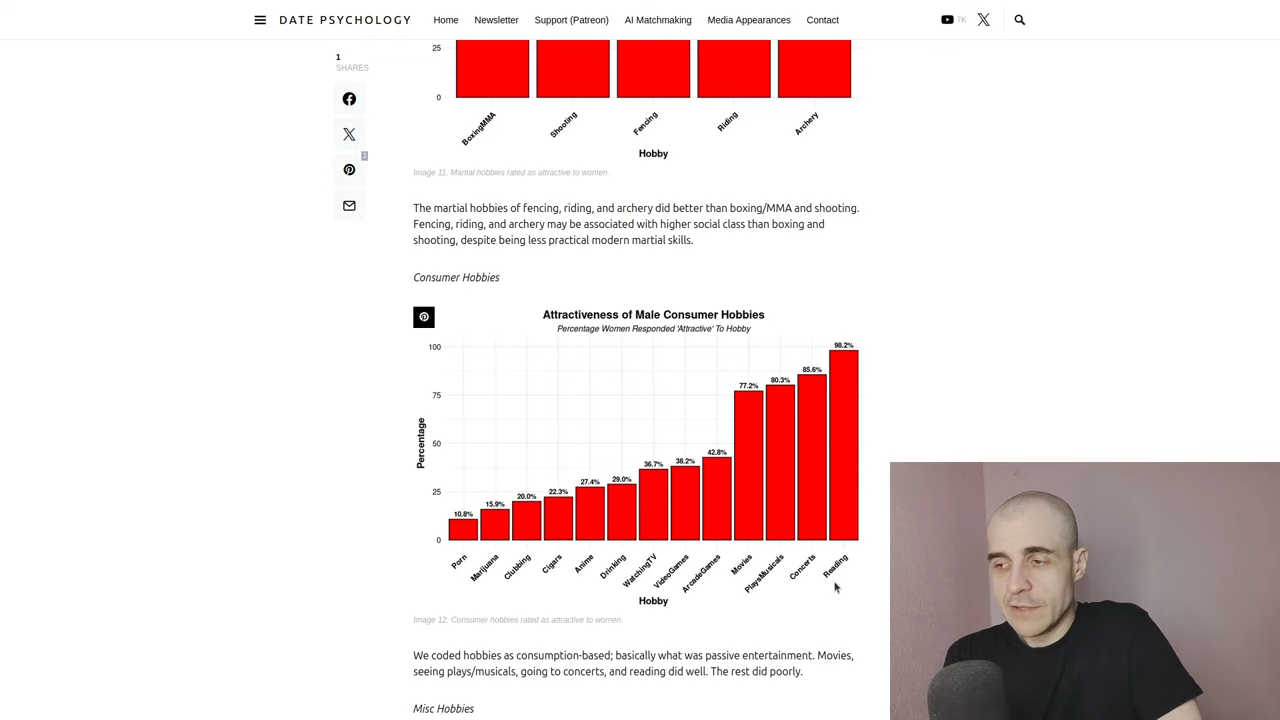 DATE PSYCHOLOGY
Home Newsletter Support (Patreon) AI Matchmaking Media Appearances Contact
7K
1
SHARES
1
25
0
BoxingMMA Shooting Fencing Riding Archery
Hobby
Image 11. Martial hobbies rated as attractive to women.
The martial hobbies of fencing, riding, and archery did better than boxing/MMA and shooting.
Fencing, riding, and archery may be associated with higher social class than boxing and
shooting, despite being less practical modern martial skills.
Consumer Hobbies
Attractiveness of Male Consumer Hobbies
Percentage Women Responded 'Attractive' To Hobby
Percentage
100
75
50
25
0
10.8% 15.9% 20.0% 22.3% 27.4% 29.0% 36.7% 38.2% 42.8% 77.2% 80.3% 85.6% 98.2%
Porn Marijuana Clubbing Cigars Anime Drinking WatchingTV VideoGames ArcadeGames Movies PlaysMusicals Concerts Reading
Hobby
Image 12. Consumer hobbies rated as attractive to women.
We coded hobbies as consumption-based; basically what was passive entertainment. Movies,
seeing plays/musicals, going to concerts, and reading did well. The rest did poorly.
Misc Hobbies